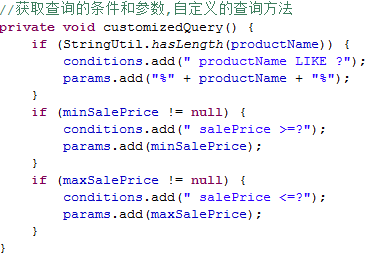 //获取查询的条件和参数,自定义的查询方法
private void customizedQuery() {
    if (StringUtil.hasLength(productName)) {
        conditions.add(" productName LIKE ?");
        params.add("%" + productName + "%");
    }
    if (minSalePrice != null) {
        conditions.add(" salePrice >=?");
        params.add(minSalePrice);
    }
    if (maxSalePrice != null) {
        conditions.add(" salePrice <=?");
        params.add(maxSalePrice);
    }
}